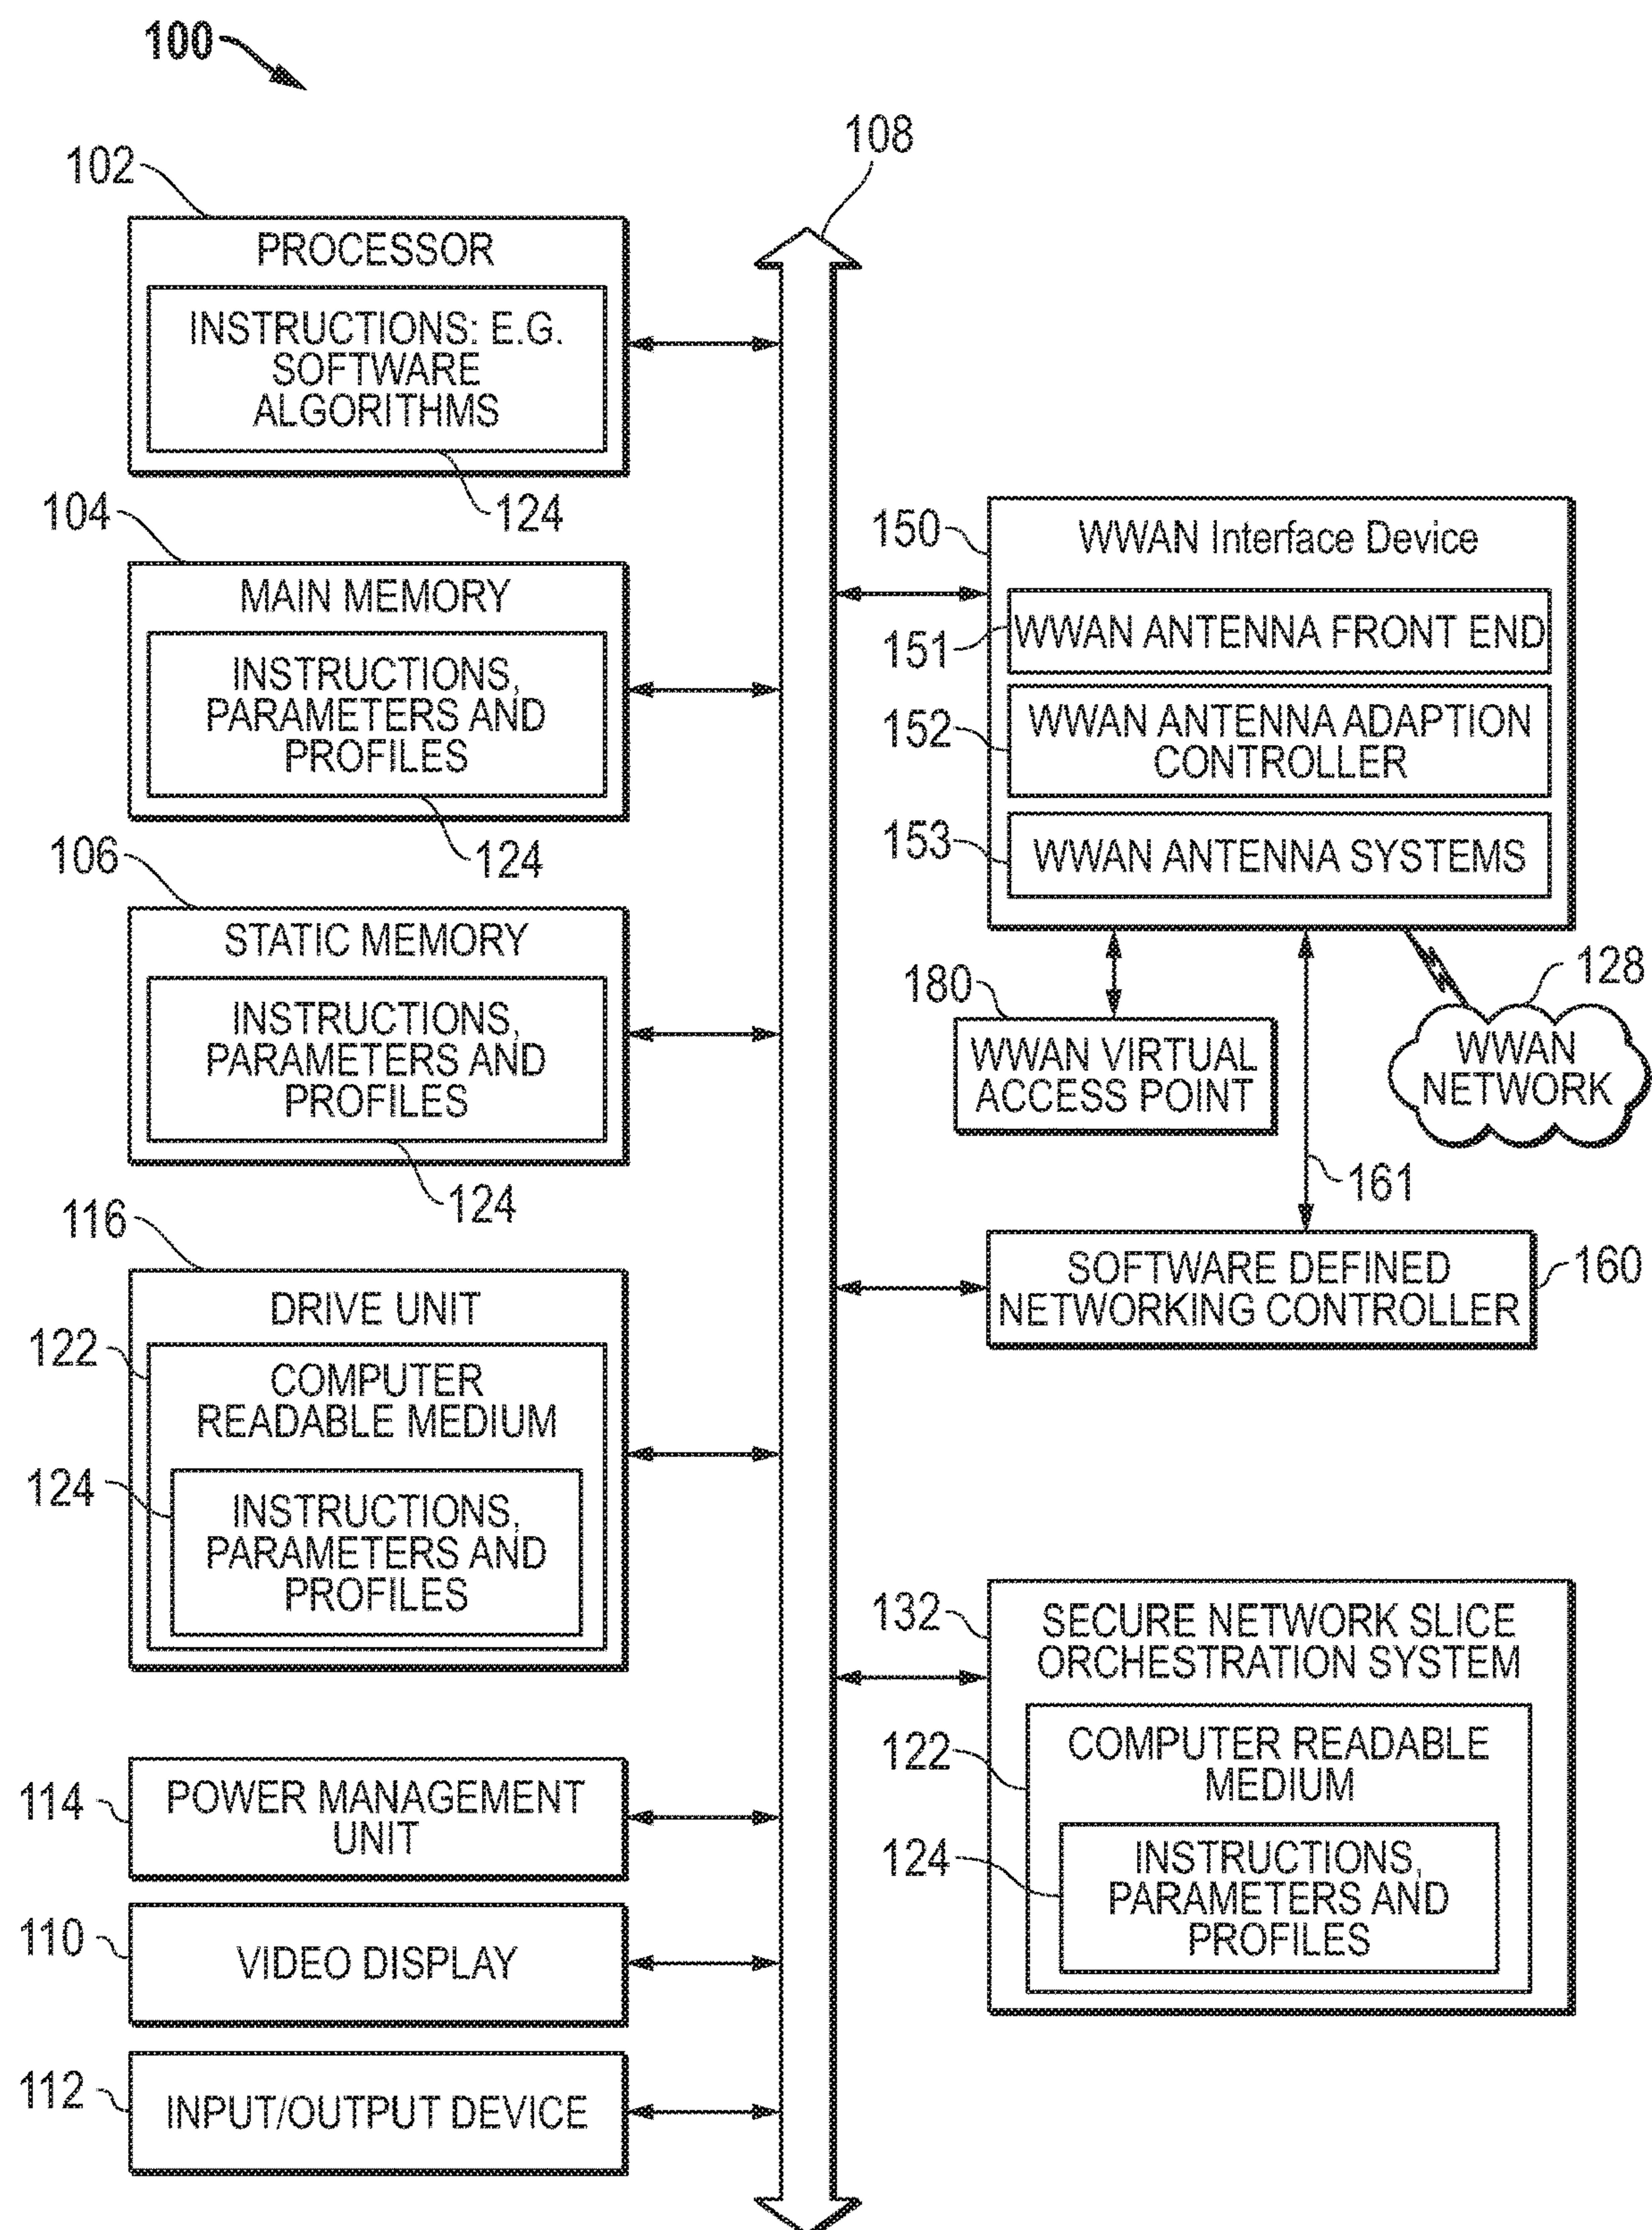 100
108
102
PROCESSOR
INSTRUCTIONS: E.G.
SOFTWARE
ALGORITHMS
124
104
MAIN MEMORY
INSTRUCTIONS,
PARAMETERS AND
PROFILES
124
106
STATIC MEMORY
INSTRUCTIONS,
PARAMETERS AND
PROFILES
124
116
DRIVE UNIT
122
COMPUTER
READABLE MEDIUM
124
INSTRUCTIONS,
PARAMETERS AND
PROFILES
114
POWER MANAGEMENT
UNIT
110
VIDEO DISPLAY
112
INPUT/OUTPUT DEVICE
150
WWAN Interface Device
151
WWAN ANTENNA FRONT END
152
WWAN ANTENNA ADAPTION
CONTROLLER
153
WWAN ANTENNA SYSTEMS
180
WWAN VIRTUAL
ACCESS POINT
128
WWAN
NETWORK
161
SOFTWARE DEFINED
NETWORKING CONTROLLER
160
132
SECURE NETWORK SLICE
ORCHESTRATION SYSTEM
122
COMPUTER READABLE
MEDIUM
124
INSTRUCTIONS,
PARAMETERS AND
PROFILES